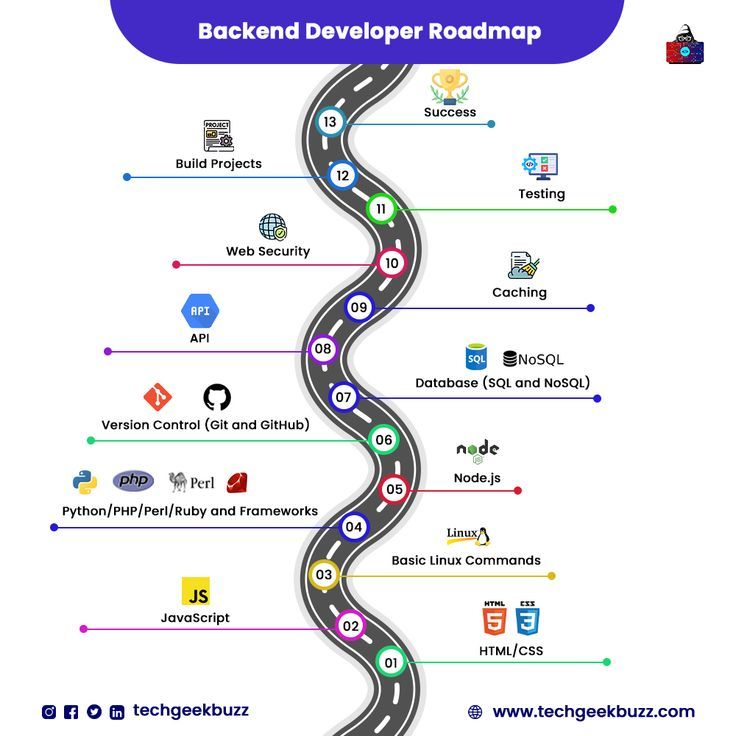 Backend Developer Roadmap
13
Success
PROJECT
Build Projects
12
Testing
11
Web Security
10
Caching
09
API
API
08
SQL
NoSQL
Database (SQL and NoSQL)
07
Version Control (Git and GitHub)
06
node
JS
Node.js
05
php
Perl
Python/PHP/Perl/Ruby and Frameworks
04
Linux
Basic Linux Commands
03
JS
JavaScript
02
HTML
5
CSS
3
HTML/CSS
01
techgeekbuzz
www.techgeekbuzz.com